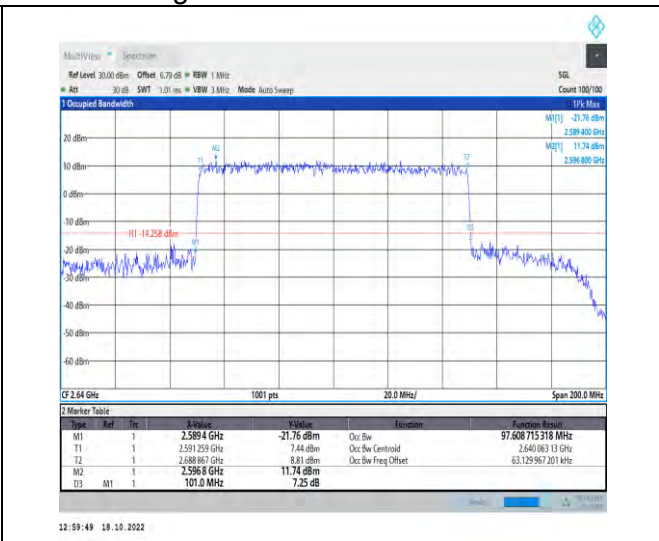 MultiView Spectrum
Ref Level 30.00 dBm Offset 6.79 dB RBW 1 MHz SGL
Att 30 dB SWT 1.01 ms VBW 3 MHz Mode Auto Sweep Count 100/100
1 Occupied Bandwidth 1Pk Max
M1[1] -21.76 dBm
2.589 400 GHz
M2[1] 11.74 dBm
2.596 800 GHz
20 dBm
M2
T1
T2
10 dBm
0 dBm
-10 dBm
D3
H1 -14.258 dBm
M1
-20 dBm
-30 dBm
-40 dBm
-50 dBm
-60 dBm
CF 2.64 GHz 1001 pts 20.0 MHz/ Span 200.0 MHz
2 Marker Table
Type Ref Trc X-Value Y-Value Function Function Result
M1 1 2.589 4 GHz -21.76 dBm Occ Bw 97.608 715 318 MHz
T1 1 2.591 259 GHz 7.44 dBm Occ Bw Centroid 2.640 063 13 GHz
T2 1 2.688 867 GHz 8.81 dBm Occ Bw Freq Offset 63.129 967 201 kHz
M2 1 2.596 8 GHz 11.74 dBm
D3 M1 1 101.0 MHz 7.25 dB
12:59:49 18.10.2022